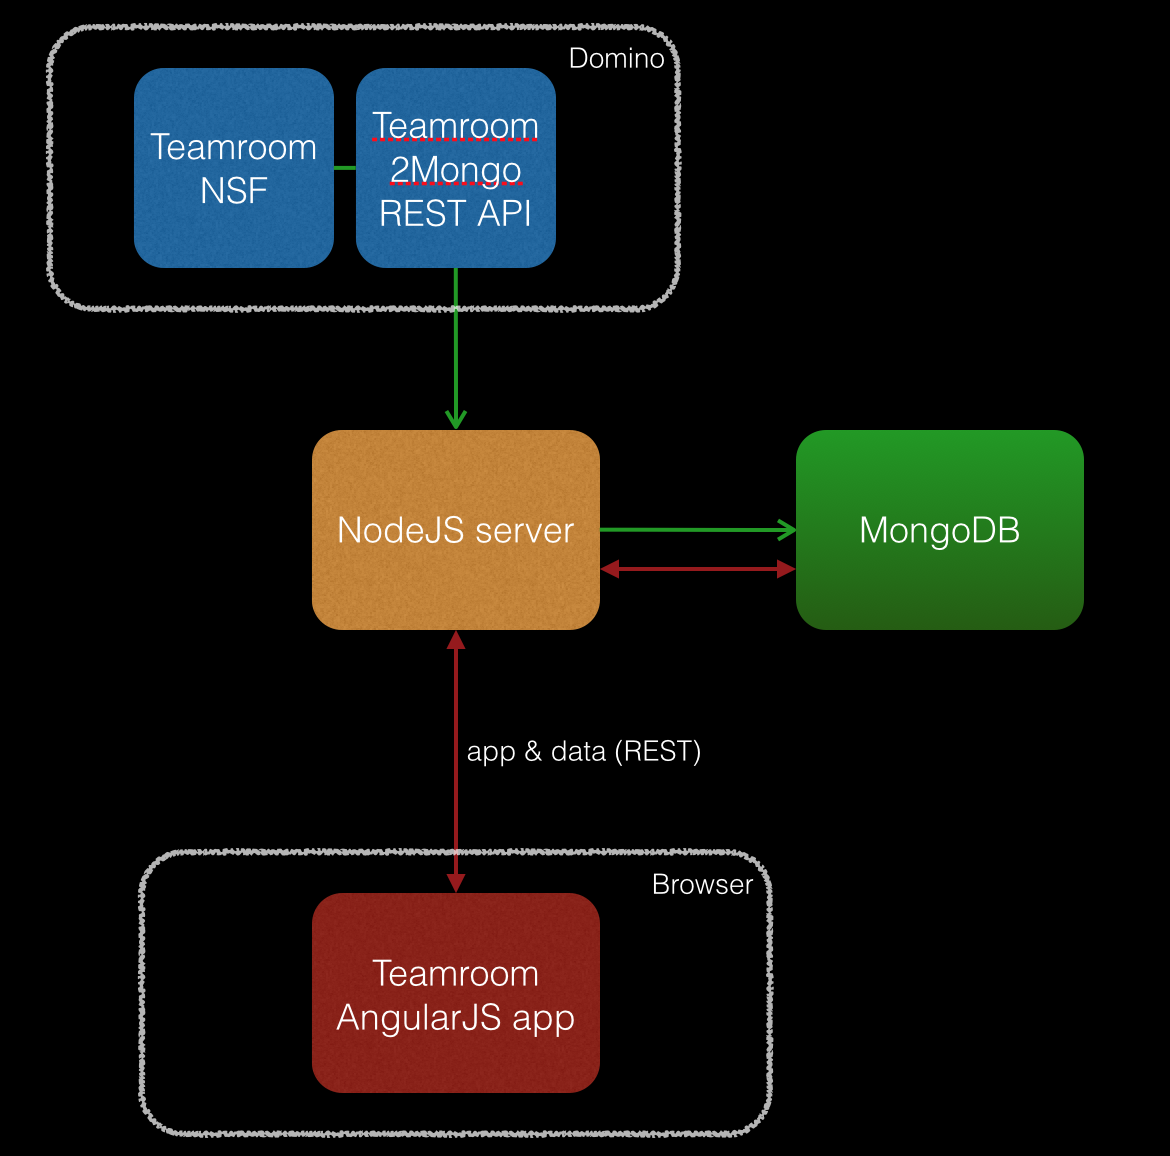 Domino
Teamroom
NSF
Teamroom
2Mongo
REST API
NodeJS server
MongoDB
app & data (REST)
Browser
Teamroom
AngularJS app